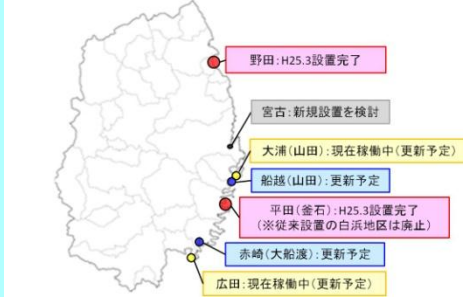 野田：H25.3設置完了
宮古：新規設置を検討
大浦（山田）：現在稼働中（更新予定）
船越（山田）：更新予定
平田（釜石）：H25.3設置完了
（※従来設置の白浜地区は廃止）
赤崎（大船渡）：更新予定
広田：現在稼働中（更新予定）